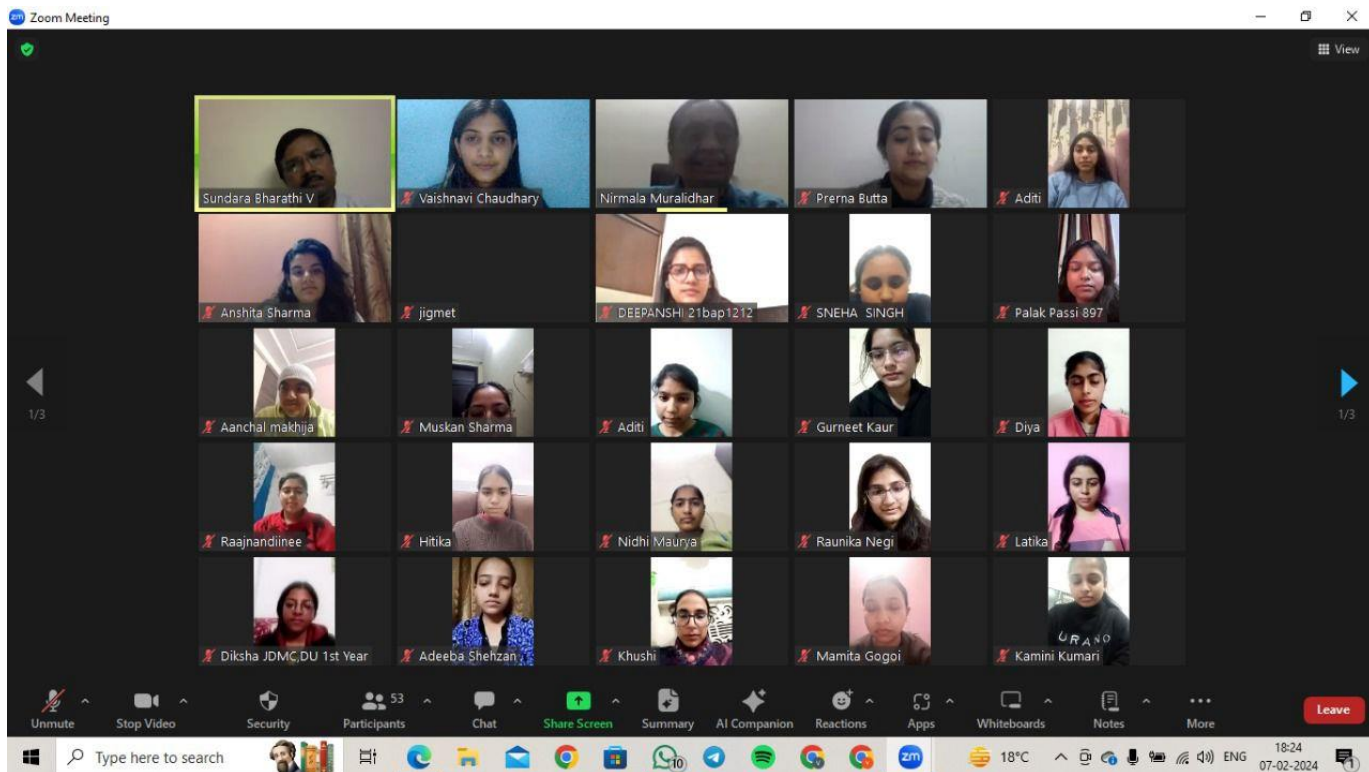 zm Zoom Meeting
View
Sundara Bharathi V
Vaishnavi Chaudhary
Nirmala Muralidhar
Prerna Butta
Aditi
Anshita Sharma
jigmet
DEEPANSHI 21bap1212
SNEHA SINGH
Palak Passi 897
1/3
1/3
Aanchal makhija
Muskan Sharma
Aditi
Gurneet Kaur
Diya
Raajnandiinee
Hitika
Nidhi Maurya
Raunika Negi
Latika
Diksha JDMC,DU 1st Year
Adeeba Shehzan
Khushi
Mamita Gogoi
URANO
Kamini Kumari
53
Unmute
Stop Video
Security
Participants
Chat
Share Screen
Summary
AI Companion
Reactions
Apps
Whiteboards
Notes
More
Leave
Type here to search
10
zm
18°C
ENG
18:24
07-02-2024
1